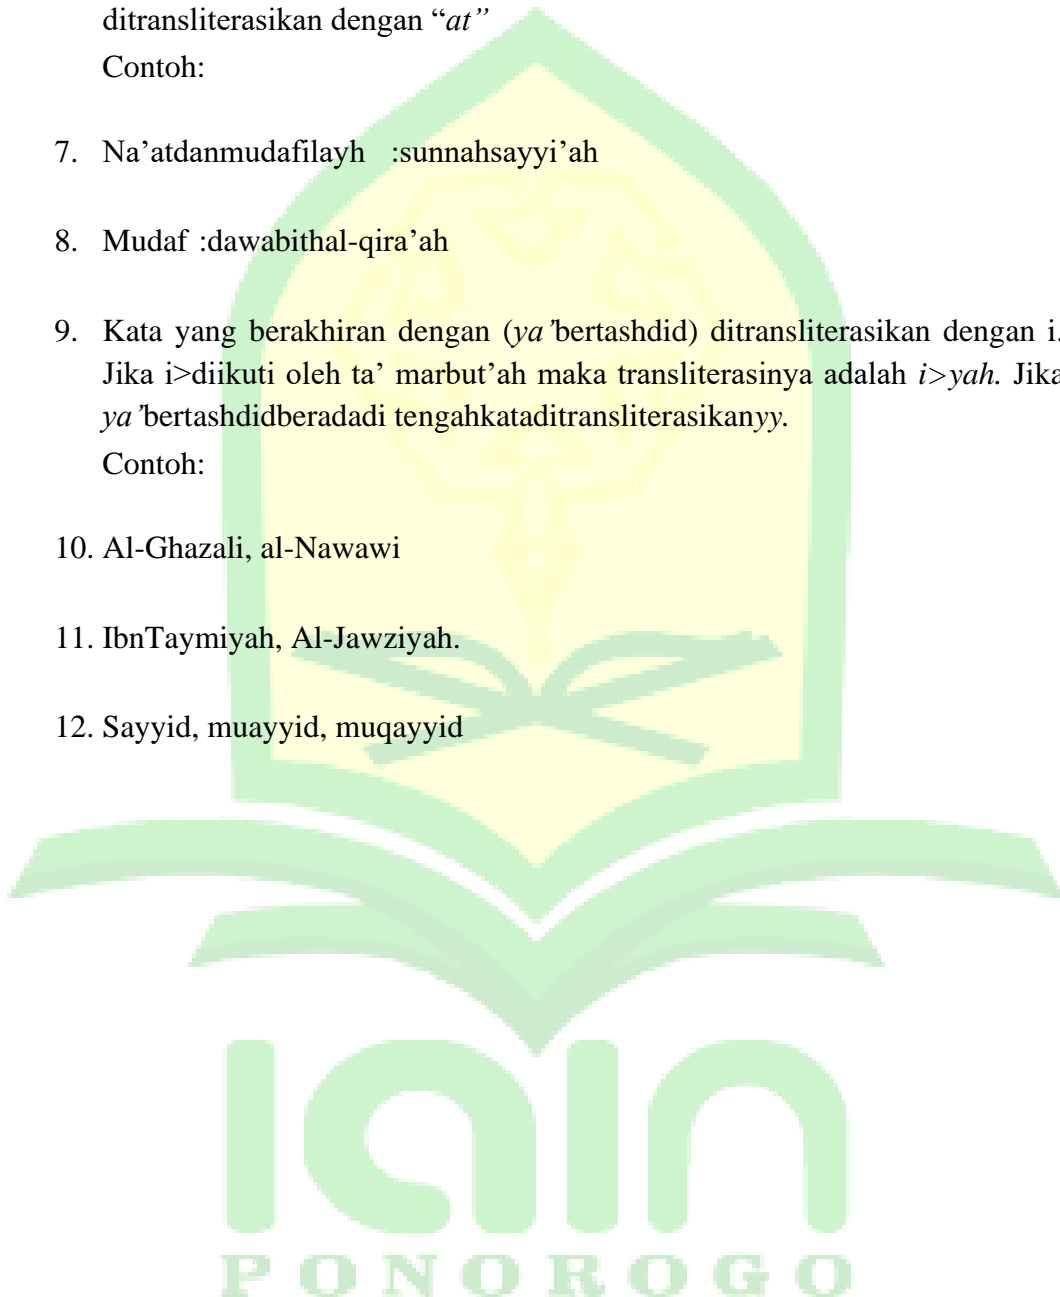 ditransliterasikan dengan “at”
Contoh:
7. Na’atdanmudafilayh :sunnahsayyi’ah
8. Mudaf :dawabithal-qira’ah
9. Kata yang berakhiran dengan (ya’bertashdid) ditransliterasikan dengan i.
Jika i>diikuti oleh ta’ marbut’ah maka transliterasinya adalah i>yah. Jika
ya’bertashdidberadadi tengahkataditransliterasikanyy.
Contoh:
10. Al-Ghazali, al-Nawawi
11. IbnTaymiyah, Al-Jawziyah.
12. Sayyid, muayyid, muqayyid
iain
PONOROGO